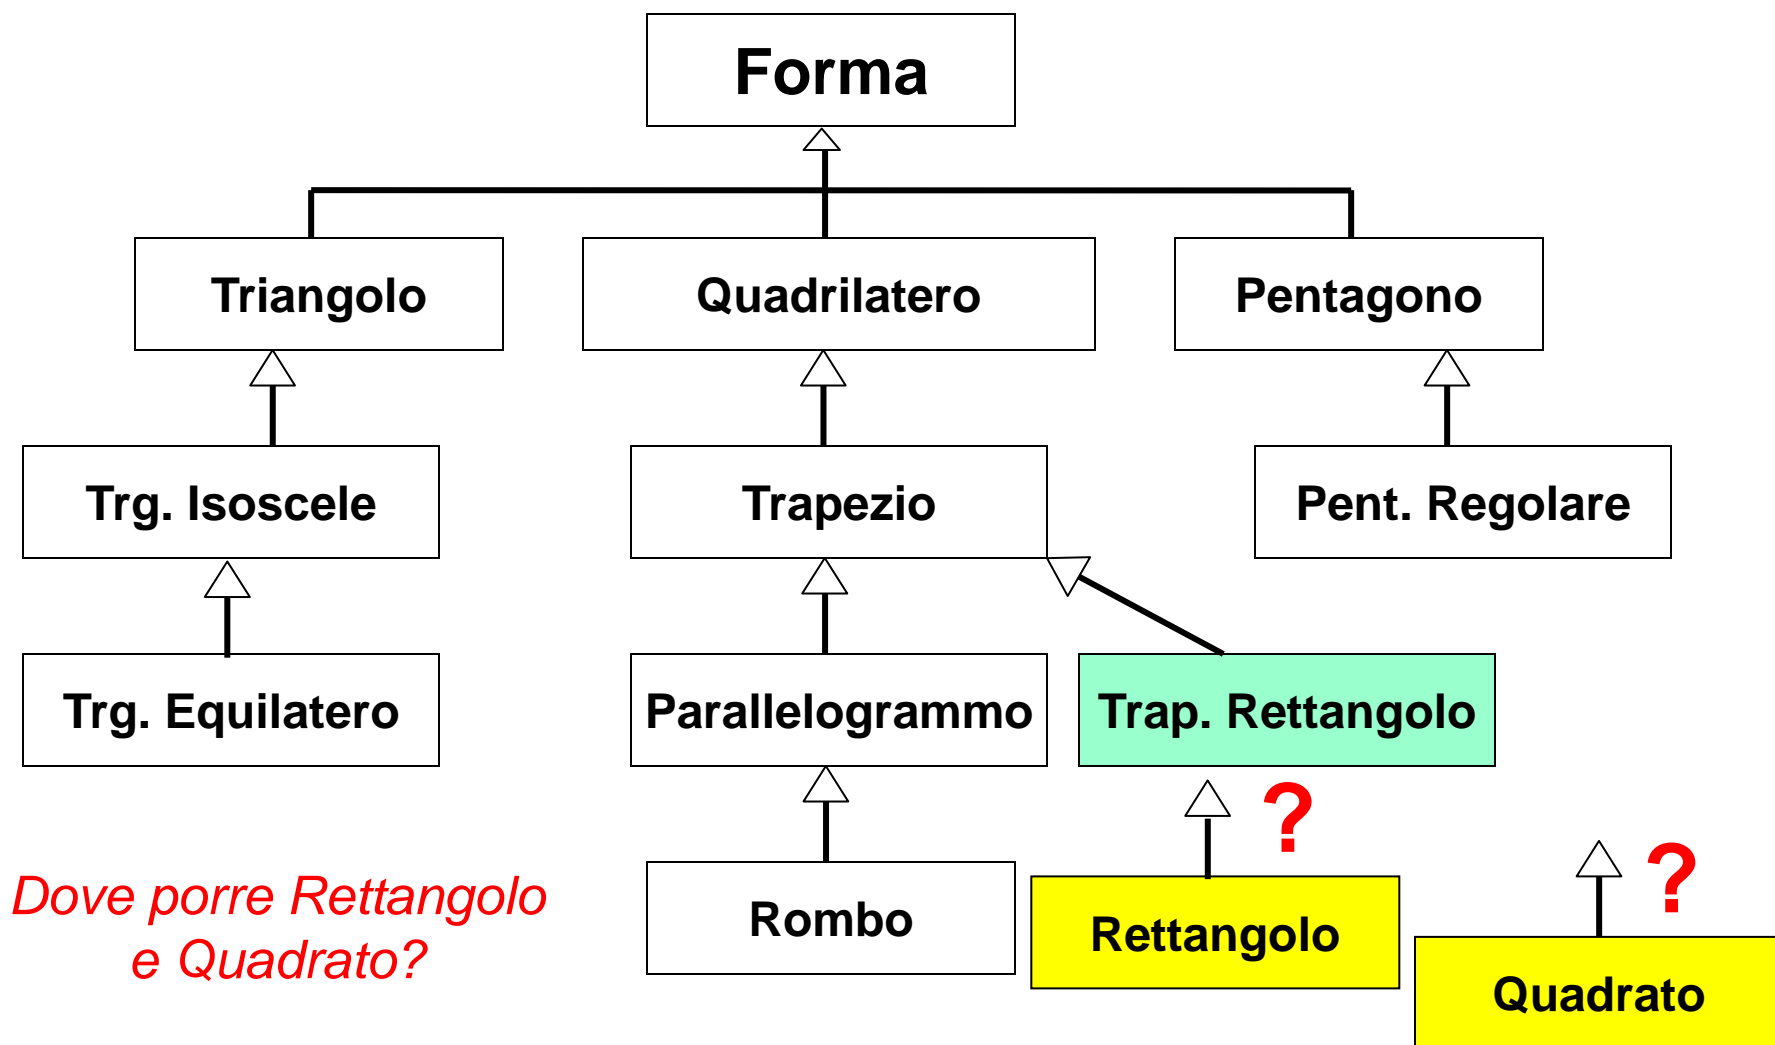 Forma
Triangolo
Quadrilatero
Pentagono
Trg. Isoscele
Trapezio
Pent. Regolare
Trg. Equilatero
Parallelogrammo
Trap. Rettangolo
?
?
Dove porre Rettangolo
e Quadrato?
Rombo
Rettangolo
Quadrato